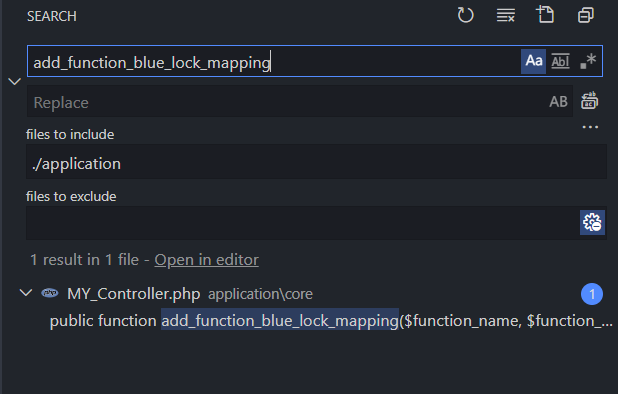 SEARCH
add_function_blue_lock_mapping
Aa
Abl
Replace
AB
files to include
./application
files to exclude
1 result in 1 file - Open in editor
MY_Controller.php application\core
1
public function add_function_blue_lock_mapping($function_name, $function_...